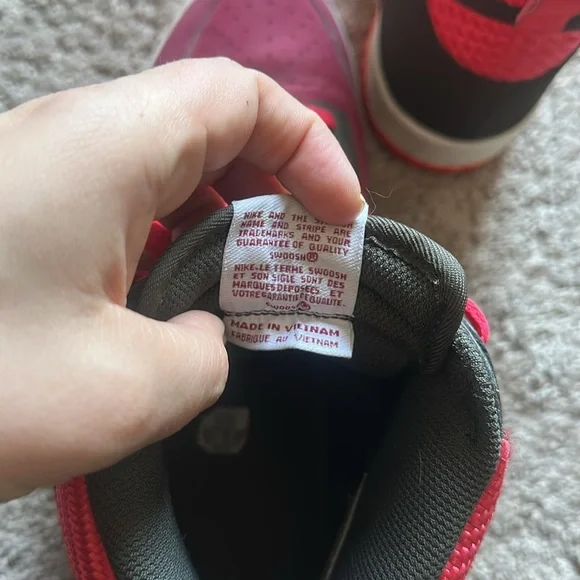 NIKE AND THE
NAME AND STRIPE ARE
TRADEMARKS AND YOUR
GUARANTEE OF QUALITY
SWOOSH®
NIKE-LE TERME SWOOSH
ET SON SIGLE SONT DES
MARQUES DEPOSEES ET
VOTRE GARANTIE DE QUALITE.
SWOOSH
MADE IN VIETNAM
FABRIQUE AU VIETNAM